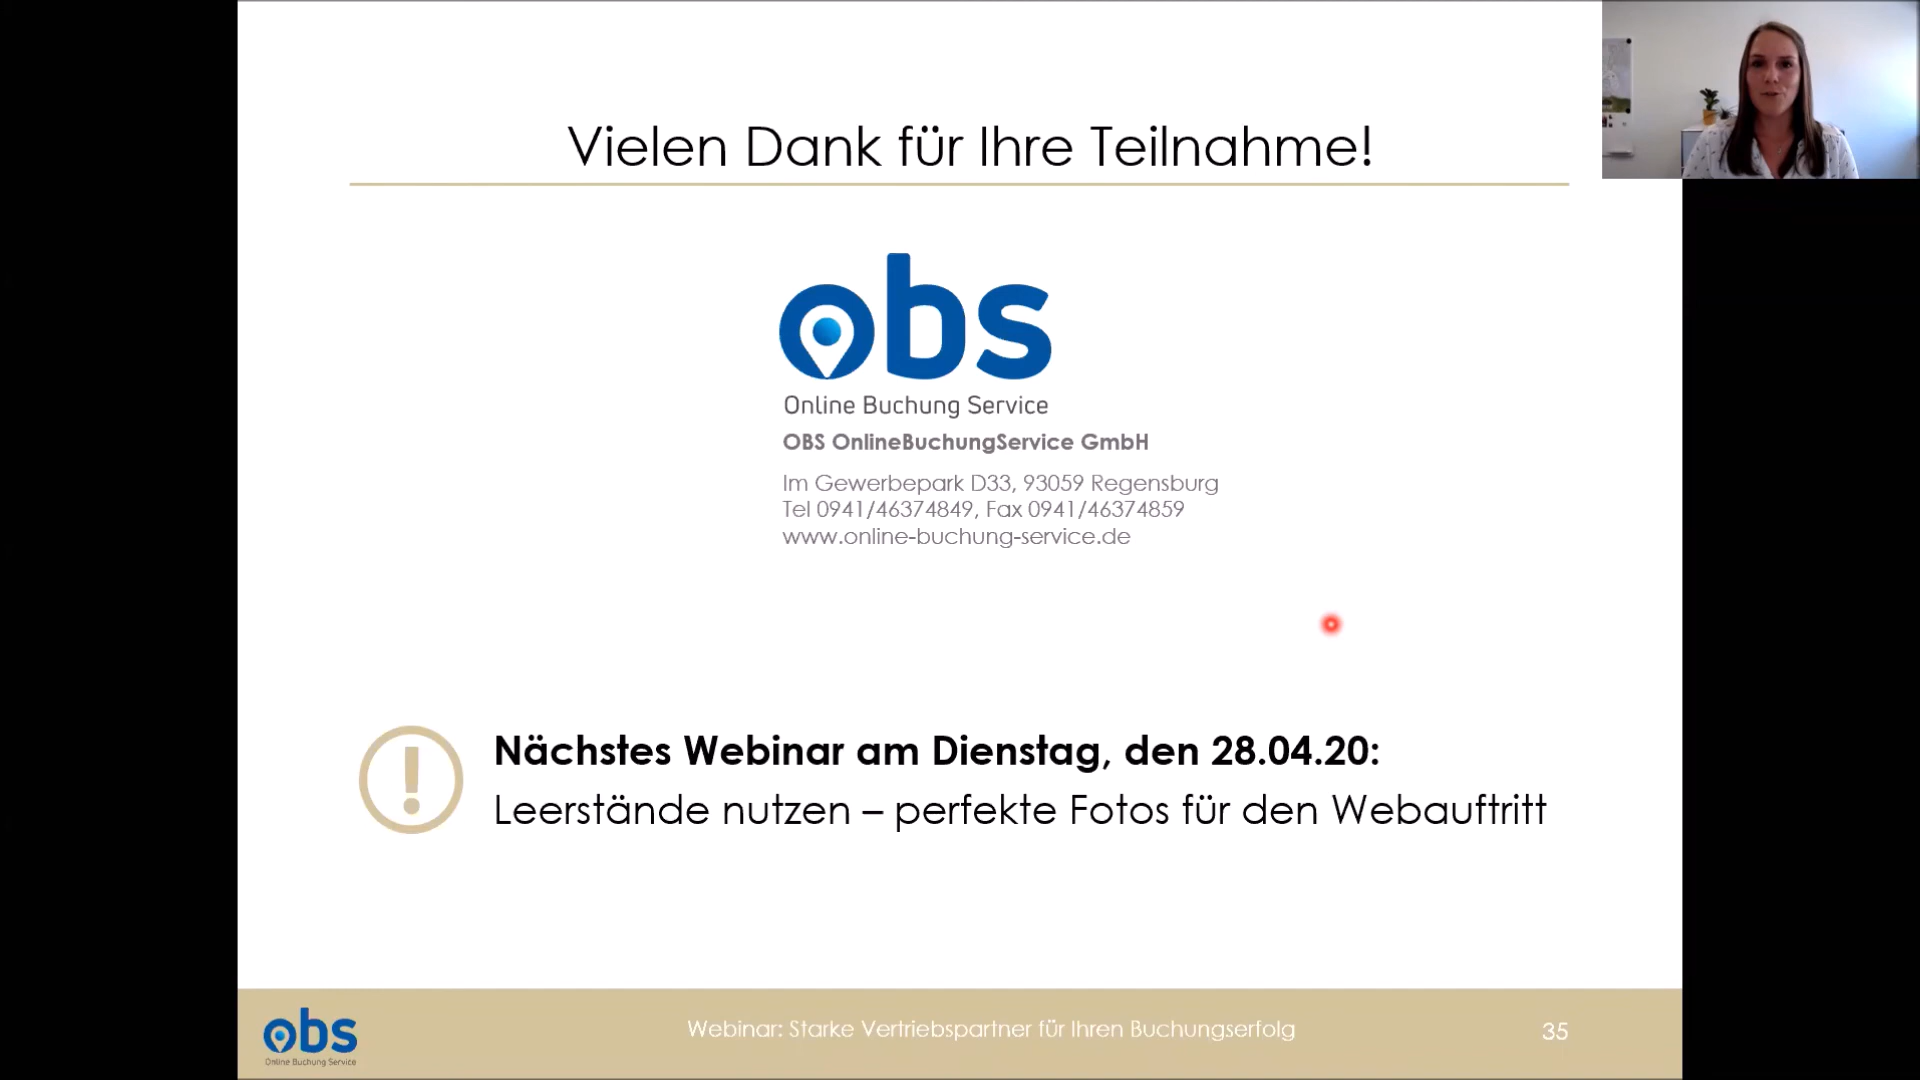 Vielen Dank für Ihre Teilnahme!
obs
Online Buchung Service
OBS OnlineBuchungService GmbH
Im Gewerbepark D33, 93059 Regensburg
Tel 0941/46374849, Fax 0941/46374859
www.online-buchung-service.de
Nächstes Webinar am Dienstag, den 28.04.20:
Leerstände nutzen – perfekte Fotos für den Webauftritt
obs
Online Buchung Service
Webinar: Starke Vertriebspartner für Ihren Buchungserfolg
35